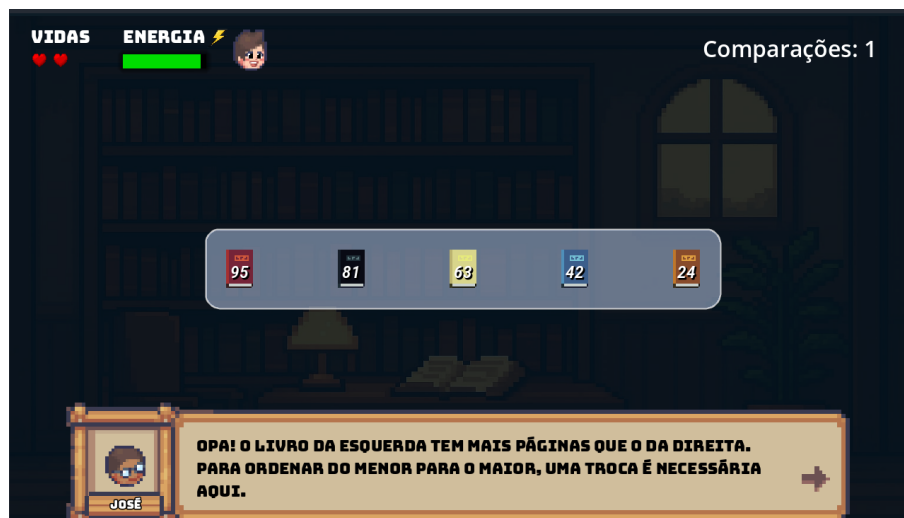 VIDAS
ENERGIA
Comparações: 1
95 81 63 42 24
OPA! O LIVRO DA ESQUERDA TEM MAIS PÁGINAS QUE O DA DIREITA.
PARA ORDENAR DO MENOR PARA O MAIOR, UMA TROCA É NECESSÁRIA
AQUI.
JOSÉ